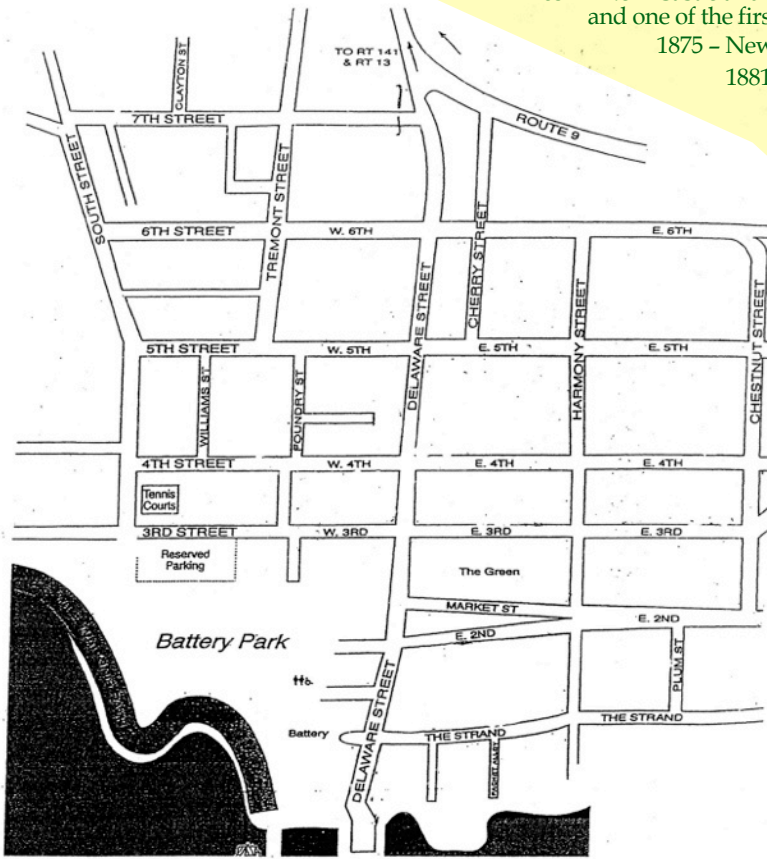 and one of the firs
1875 – New
1881
TO RT 141
& RT 13
CLAYTON ST
7TH STREET
ROUTE 9
SOUTH STREET
TREMONT STREET
6TH STREET
W. 6TH
E. 6TH
CHERRY STREET
DELAWARE STREET
HARMONY STREET
CHESTNUT STREET
5TH STREET
W. 5TH
E. 5TH
E. 5TH
WILLIAMS ST
FOUNDRY ST
4TH STREET
W. 4TH
E. 4TH
E. 4TH
Tennis
Courts
3RD STREET
W. 3RD
E. 3RD
E. 3RD
Reserved
Parking
The Green
MARKET ST
E. 2ND
E. 2ND
Battery Park
PLUM ST
DELAWARE STREET
Battery
THE STRAND
THE STRAND
PACKET ALLEY